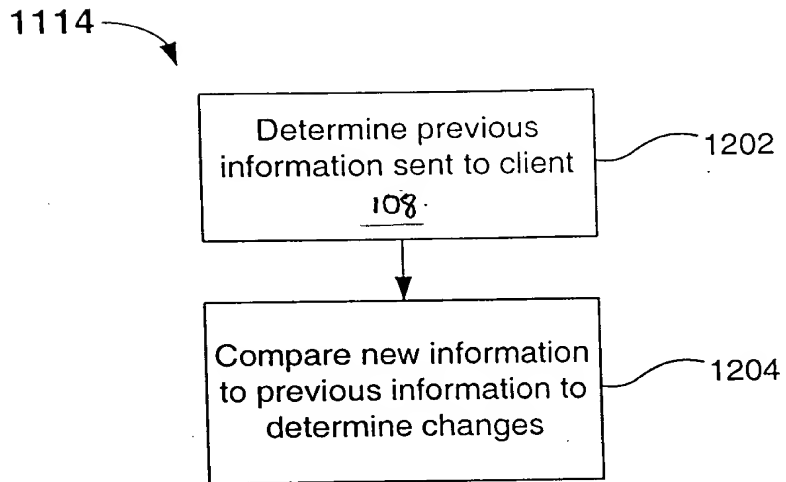 1114
Determine previous
information sent to client
108
1202
Compare new information
to previous information to
determine changes
1204